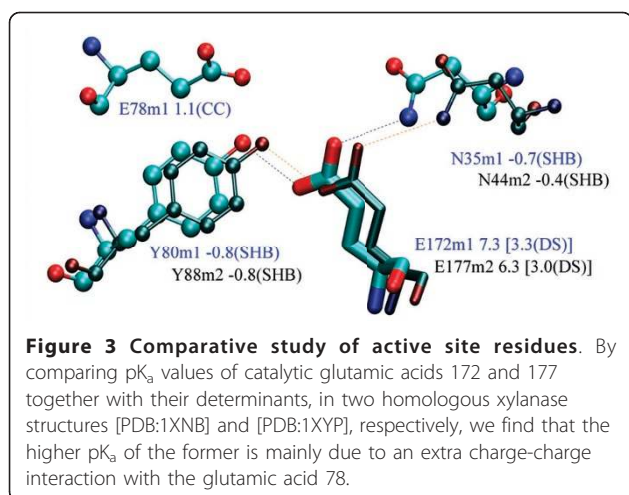 E78m1 1.1(CC)
N35m1 -0.7(SHB)
N44m2 -0.4(SHB)
Y80m1 -0.8(SHB)
Y88m2 -0.8(SHB)
E172m1 7.3 [3.3(DS)]
E177m2 6.3 [3.0(DS)]
Figure 3 Comparative study of active site residues. By
comparing pKa values of catalytic glutamic acids 172 and 177
together with their determinants, in two homologous xylanase
structures [PDB:1XNB] and [PDB:1XYP], respectively, we find that the
higher pKa of the former is mainly due to an extra charge-charge
interaction with the glutamic acid 78.